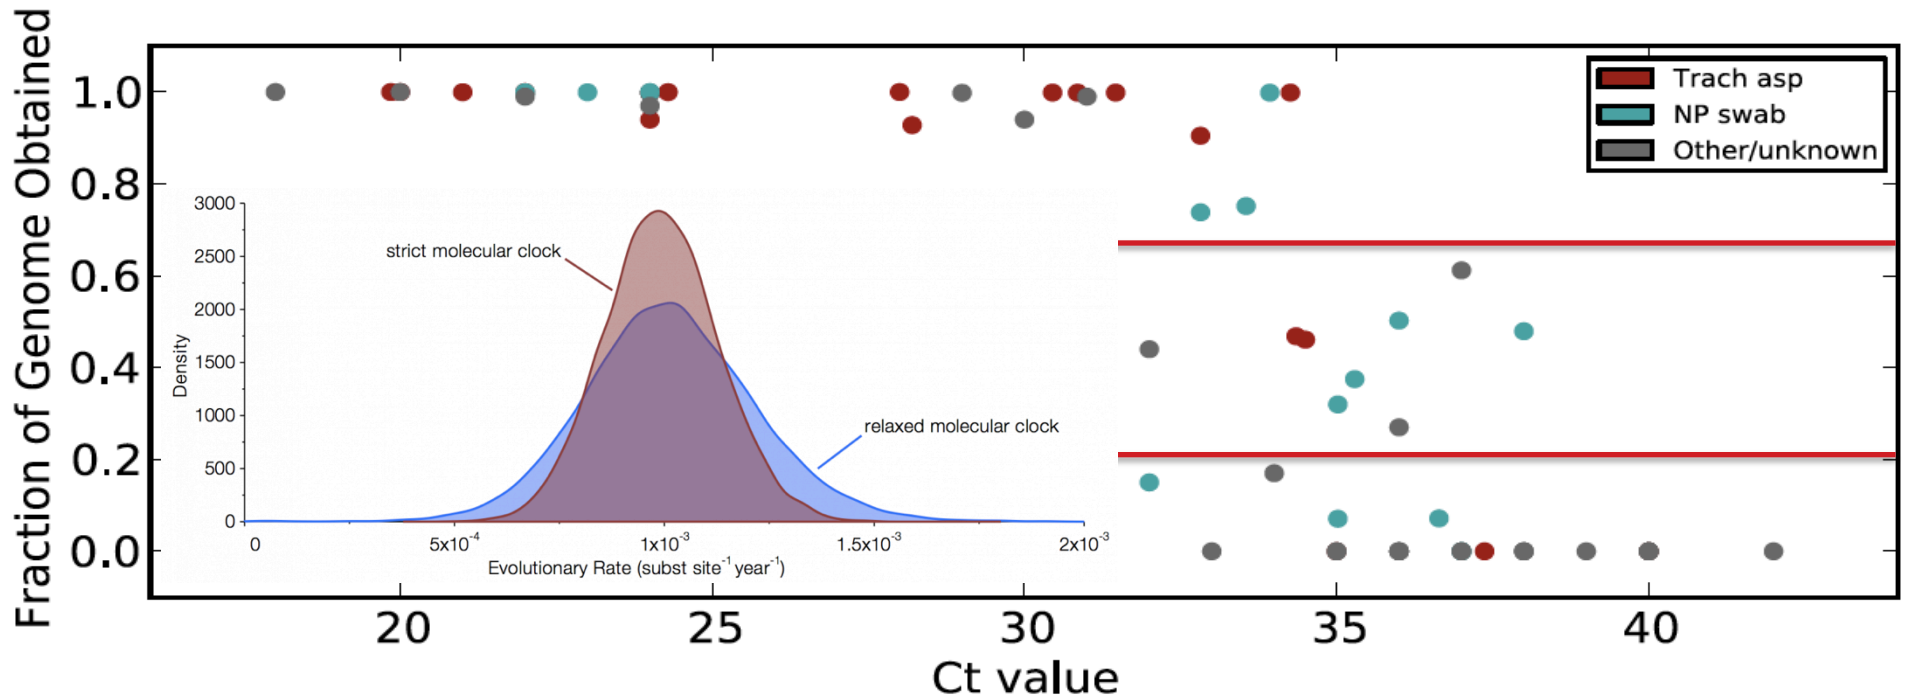 Fraction of Genome Obtained
1.0
0.8
0.6
0.4
0.2
0.0
Trach asp
NP swab
Other/unknown
3000
2500
2000
1500
1000
500
0
Density
strict molecular clock
relaxed molecular clock
0 5x10⁻⁴ 1x10⁻³ 1.5x10⁻³ 2x10⁻³
Evolutionary Rate (subst site⁻¹ year⁻¹)
20 25 30 35 40
Ct value